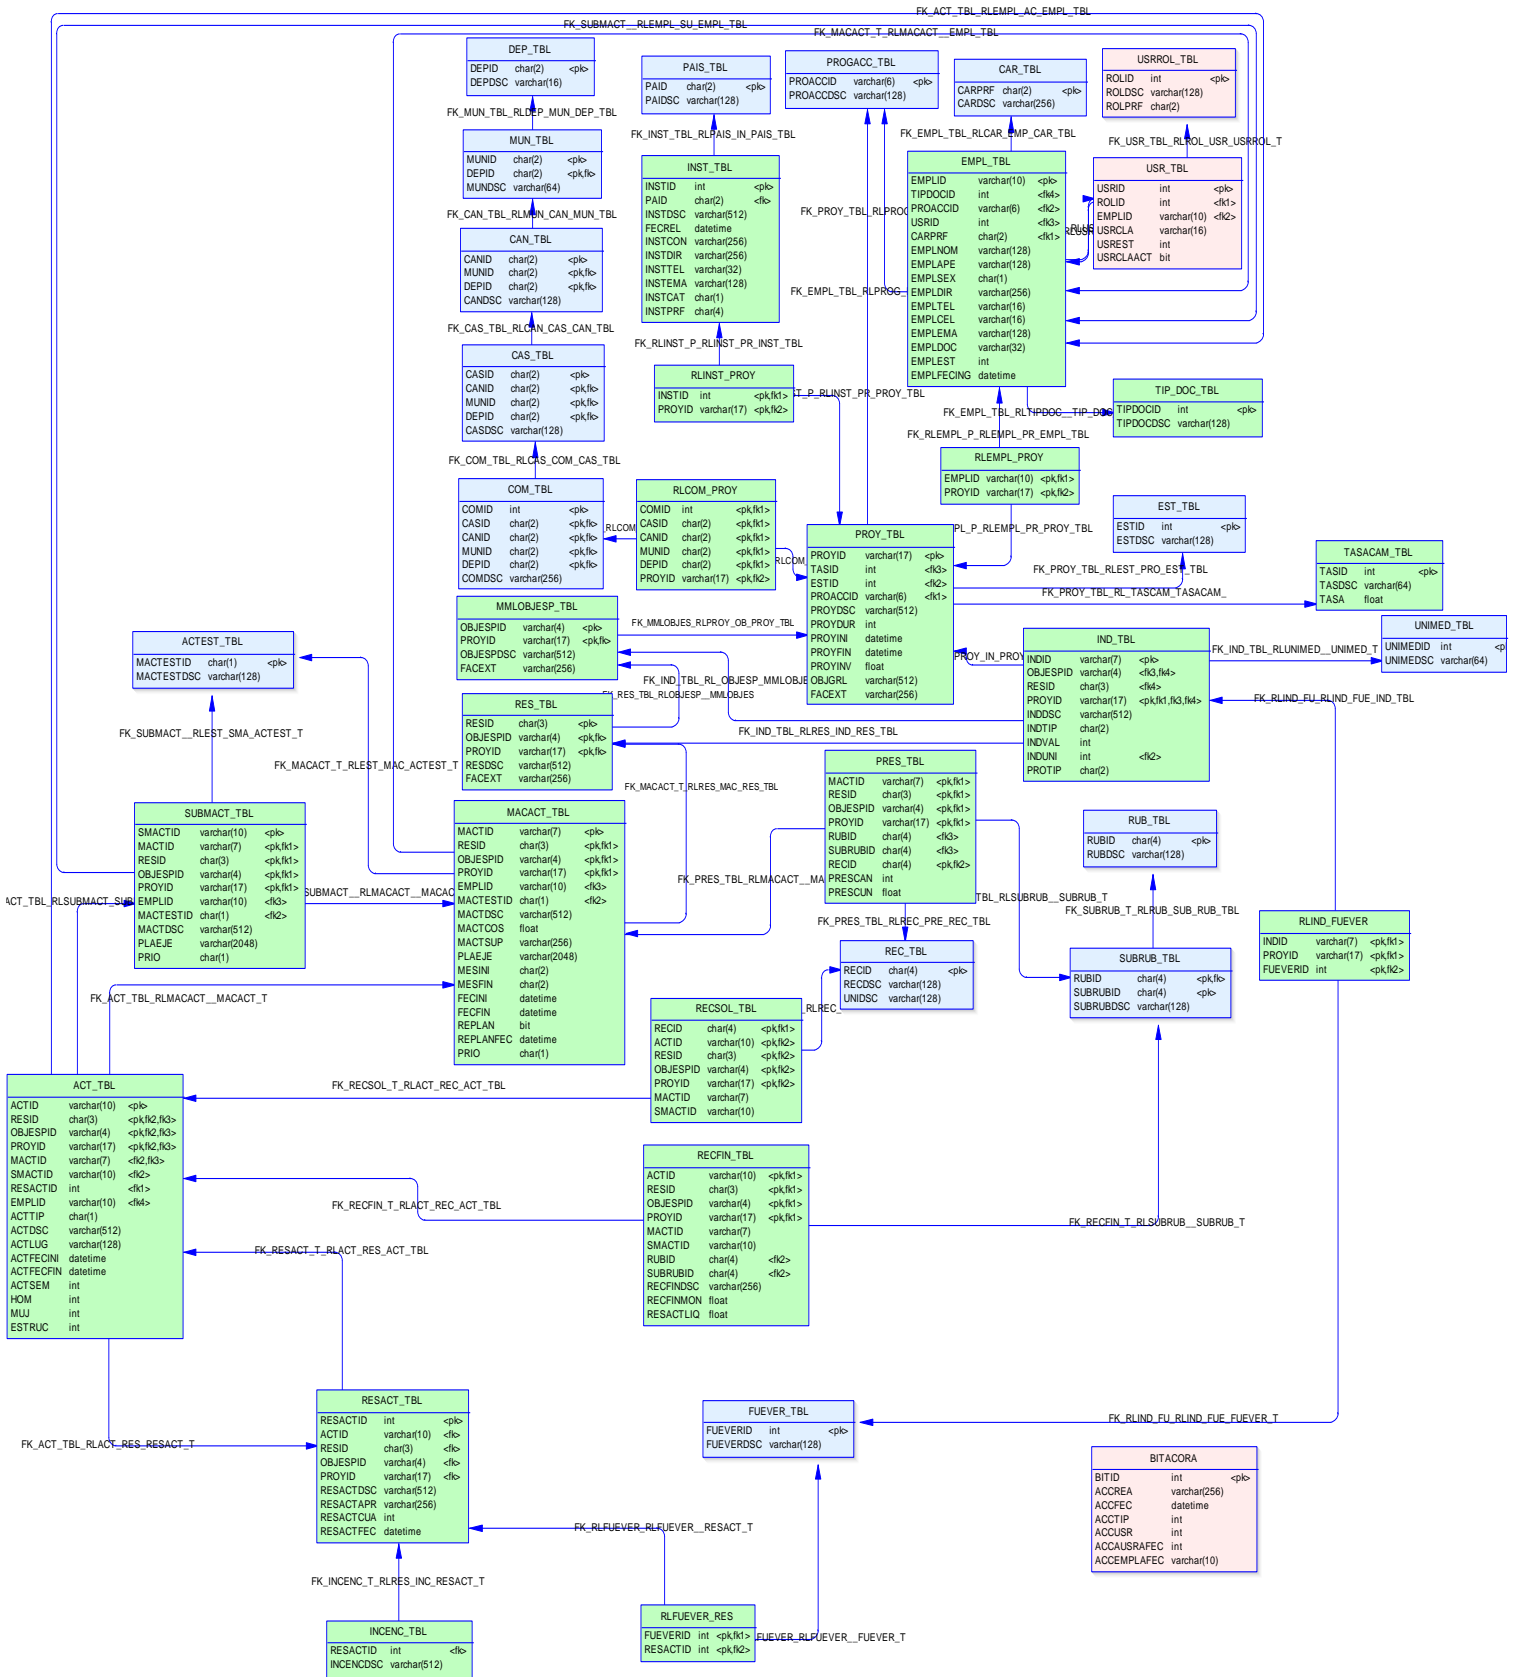 FK_ACT_TBL_RLEMPL_AC_EMPL_TBL
FK_SUBMACT__RLEMPL_SU_EMPL_TBL
FK_MACACT_T_RLMACACT__EMPL_TBL
DEP_TBL
DEPID char(2) <pk>
DEPDSC varchar(16)
PAIS_TBL
PAID char(2) <pk>
PAIDSC varchar(128)
PROGACC_TBL
PROACCID varchar(6) <pk>
PROACCDSC varchar(128)
CAR_TBL
CARPRF char(2) <pk>
CARDSC varchar(256)
USRROL_TBL
ROLID int <pk>
ROLDSC varchar(128)
ROLPRF char(2)
FK_MUN_TBL_RLDEP_MUN_DEP_TBL
FK_INST_TBL_RLPAIS_IN_PAIS_TBL
FK_EMPL_TBL_RLCAR_EMP_CAR_TBL
FK_USR_TBL_RLROL_USR_USRROL_T
MUN_TBL
MUNID char(2) <pk>
DEPID char(2) <pk,fk>
MUNDSC varchar(64)
INST_TBL
INSTID int <pk>
PAID char(2) <fk>
INSTDSC varchar(512)
FECREL datetime
INSTCON varchar(256)
INSTDIR varchar(256)
INSTTEL varchar(32)
INSTEMA varchar(128)
INSTCAT char(1)
INSTPRF char(4)
EMPL_TBL
EMPLID varchar(10) <pk>
TIPDOCID int <fk4>
PROACCID varchar(6) <fk2>
USRID int <fk3>
CARPRF char(2) <fk1>
EMPLNOM varchar(128)
EMPLAPE varchar(128)
EMPLSEX char(1)
EMPLDIR varchar(256)
EMPLTEL varchar(16)
EMPLCEL varchar(16)
EMPLEMA varchar(128)
EMPLDOC varchar(32)
EMPLEST int
EMPLFECING datetime
USR_TBL
USRID int <pk>
ROLID int <fk1>
EMPLID varchar(10) <fk2>
USRCLA varchar(16)
USREST int
USRCLAACT bit
FK_CAN_TBL_RLMUN_CAN_MUN_TBL
FK_PROY_TBL_RLPROG
CAN_TBL
CANID char(2) <pk>
MUNID char(2) <pk,fk>
DEPID char(2) <pk,fk>
CANDSC varchar(128)
FK_EMPL_TBL_RLPROG_
FK_CAS_TBL_RLCAN_CAS_CAN_TBL
FK_RLINST_P_RLINST_PR_INST_TBL
CAS_TBL
CASID char(2) <pk>
CANID char(2) <pk,fk>
MUNID char(2) <pk,fk>
DEPID char(2) <pk,fk>
CASDSC varchar(128)
RLINST_PROY
INSTID int <pk,fk1>
PROYID varchar(17) <pk,fk2>
T_P_RLINST_PR_PROY_TBL
TIP_DOC_TBL
TIPDOCID int <pk>
TIPDOCDSC varchar(128)
FK_EMPL_TBL_RLTIPDOC__TIP_DOC
FK_RLEMPL_P_RLEMPL_PR_EMPL_TBL
FK_COM_TBL_RLCAS_COM_CAS_TBL
RLEMPL_PROY
EMPLID varchar(10) <pk,fk1>
PROYID varchar(17) <pk,fk2>
COM_TBL
COMID int <pk>
CASID char(2) <pk,fk>
CANID char(2) <pk,fk>
MUNID char(2) <pk,fk>
DEPID char(2) <pk,fk>
COMDSC varchar(256)
_RLCOM
RLCOM_PROY
COMID int <pk,fk1>
CASID char(2) <pk,fk1>
CANID char(2) <pk,fk1>
MUNID char(2) <pk,fk1>
DEPID char(2) <pk,fk1>
PROYID varchar(17) <pk,fk2>
RLCOM_
PROY_TBL
PROYID varchar(17) <pk>
TASID int <fk3>
ESTID int <fk2>
PROACCID varchar(6) <fk1>
PROYDSC varchar(512)
PROYDUR int
PROYINI datetime
PROYFIN datetime
PROYINV float
OBJGRL varchar(512)
FACEXT varchar(256)
PL_P_RLEMPL_PR_PROY_TBL
EST_TBL
ESTID int <pk>
ESTDSC varchar(128)
FK_PROY_TBL_RLEST_PRO_EST_TBL
FK_PROY_TBL_RL_TASCAM_TASACAM_
TASACAM_TBL
TASID int <pk>
TASDSC varchar(64)
TASA float
MMLOBJESP_TBL
OBJESPID varchar(4) <pk>
PROYID varchar(17) <pk,fk>
OBJESPDSC varchar(512)
FACEXT varchar(256)
FK_MMLOBJES_RLPROY_OB_PROY_TBL
UNIMED_TBL
UNIMEDID int <p
UNIMEDSC varchar(64)
ACTEST_TBL
MACTESTID char(1) <pk>
MACTESTDSC varchar(128)
IND_TBL
INDID varchar(7) <pk>
OBJESPID varchar(4) <fk3,fk4>
RESID char(3) <fk4>
PROYID varchar(17) <pk,fk1,fk3,fk4>
INDDSC varchar(512)
INDTIP char(2)
INDVAL int
INDUNI int <fk2>
PROTIP char(2)
PROY_IN_PROY
FK_IND_TBL_RLUNIMED__UNIMED_T
FK_IND_TBL_RL_OBJESP_MMLOBJE
FK_RES_TBL_RLOBJESP__MMLOBJES
FK_RLIND_FU_RLIND_FUE_IND_TBL
RES_TBL
RESID char(3) <pk>
OBJESPID varchar(4) <pk,fk>
PROYID varchar(17) <pk,fk>
RESDSC varchar(512)
FACEXT varchar(256)
FK_IND_TBL_RLRES_IND_RES_TBL
FK_SUBMACT__RLEST_SMA_ACTEST_T
FK_MACACT_T_RLEST_MAC_ACTEST_T
FK_MACACT_T_RLRES_MAC_RES_TBL
PRES_TBL
MACTID varchar(7) <pk,fk1>
RESID char(3) <pk,fk1>
OBJESPID varchar(4) <pk,fk1>
PROYID varchar(17) <pk,fk1>
RUBID char(4) <fk3>
SUBRUBID char(4) <fk3>
RECID char(4) <pk,fk2>
PRESCAN int
PRESCUN float
SUBMACT_TBL
SMACTID varchar(10) <pk>
MACTID varchar(7) <pk,fk1>
RESID char(3) <pk,fk1>
OBJESPID varchar(4) <pk,fk1>
PROYID varchar(17) <pk,fk1>
EMPLID varchar(10) <fk3>
MACTESTID char(1) <fk2>
MACTDSC varchar(512)
PLAEJE varchar(2048)
PRIO char(1)
MACACT_TBL
MACTID varchar(7) <pk>
RESID char(3) <pk,fk1>
OBJESPID varchar(4) <pk,fk1>
PROYID varchar(17) <pk,fk1>
EMPLID varchar(10) <fk3>
MACTESTID char(1) <fk2>
MACTDSC varchar(512)
MACTCOS float
MACTSUP varchar(256)
PLAEJE varchar(2048)
MESINI char(2)
MESFIN char(2)
FECINI datetime
FECFIN datetime
REPLAN bit
REPLANFEC datetime
PRIO char(1)
RUB_TBL
RUBID char(4) <pk>
RUBDSC varchar(128)
FK_PRES_TBL_RLMACACT__MA
ACT_TBL_RLSUBMACT_SUB
SUBMACT__RLMACACT__MACAC
TBL_RLSUBRUB__SUBRUB_T
FK_SUBRUB_T_RLRUB_SUB_RUB_TBL
FK_PRES_TBL_RLREC_PRE_REC_TBL
RLIND_FUEVER
INDID varchar(7) <pk,fk1>
PROYID varchar(17) <pk,fk1>
FUEVERID int <pk,fk2>
REC_TBL
RECID char(4) <pk>
RECDSC varchar(128)
UNIDSC varchar(128)
SUBRUB_TBL
RUBID char(4) <pk,fk>
SUBRUBID char(4) <pk>
SUBRUBDSC varchar(128)
FK_ACT_TBL_RLMACACT__MACACT_T
RECSOL_TBL
RECID char(4) <pk,fk1>
ACTID varchar(10) <pk,fk2>
RESID char(3) <pk,fk2>
OBJESPID varchar(4) <pk,fk2>
PROYID varchar(17) <pk,fk2>
MACTID varchar(7)
SMACTID varchar(10)
_RLREC_
FK_RECSOL_T_RLACT_REC_ACT_TBL
ACT_TBL
ACTID varchar(10) <pk>
RESID char(3) <pk,fk2,fk3>
OBJESPID varchar(4) <pk,fk2,fk3>
PROYID varchar(17) <pk,fk2,fk3>
MACTID varchar(7) <fk2,fk3>
SMACTID varchar(10) <fk2>
RESACTID int <fk1>
EMPLID varchar(10) <fk4>
ACTTIP char(1)
ACTDSC varchar(512)
ACTLUG varchar(128)
ACTFECINI datetime
ACTFECFIN datetime
ACTSEM int
HOM int
MUJ int
ESTRUC int
RECFIN_TBL
ACTID varchar(10) <pk,fk1>
RESID char(3) <pk,fk1>
OBJESPID varchar(4) <pk,fk1>
PROYID varchar(17) <pk,fk1>
MACTID varchar(7)
SMACTID varchar(10)
RUBID char(4) <fk2>
SUBRUBID char(4) <fk2>
RECFINDSC varchar(256)
RECFINMON float
RESACTLIQ float
FK_RECFIN_T_RLACT_REC_ACT_TBL
FK_RECFIN_T_RLSUBRUB__SUBRUB_T
FK_RESACT_T_RLACT_RES_ACT_TBL
RESACT_TBL
RESACTID int <pk>
ACTID varchar(10) <fk>
RESID char(3) <fk>
OBJESPID varchar(4) <fk>
PROYID varchar(17) <fk>
RESACTDSC varchar(512)
RESACTAPR varchar(256)
RESACTCUA int
RESACTFEC datetime
FK_ACT_TBL_RLACT_RES_RESACT_T
FUEVER_TBL
FUEVERID int <pk>
FUEVERDSC varchar(128)
FK_RLIND_FU_RLIND_FUE_FUEVER_T
BITACORA
BITID int <pk>
ACCREA varchar(256)
ACCFEC datetime
ACCTIP int
ACCUSR int
ACCAUSRAFEC int
ACCEMPLAFEC varchar(10)
FK_RLFUEVER_RLFUEVER__RESACT_T
FK_INCENC_T_RLRES_INC_RESACT_T
INCENC_TBL
RESACTID int <fk>
INCENCDSC varchar(512)
RLFUEVER_RES
FUEVERID int <pk,fk1>
RESACTID int <pk,fk2>
FUEVER_RLFUEVER__FUEVER_T